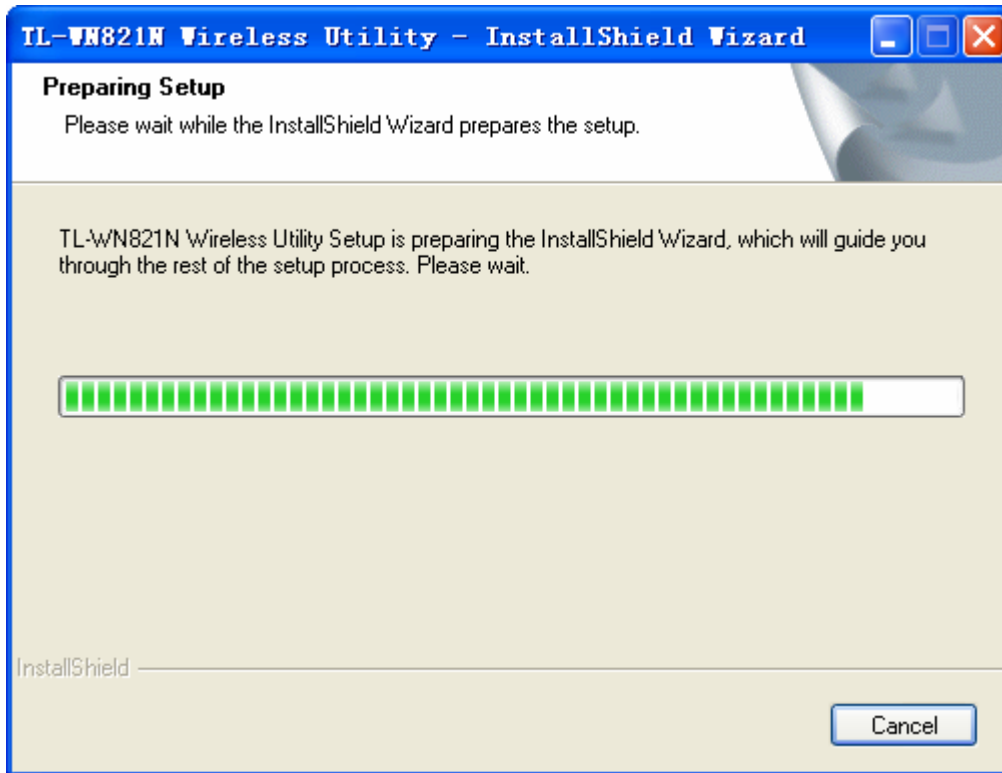 TL-WN821N Wireless Utility - InstallShield Wizard
Preparing Setup
Please wait while the InstallShield Wizard prepares the setup.
TL-WN821N Wireless Utility Setup is preparing the InstallShield Wizard, which will guide you
through the rest of the setup process. Please wait.
InstallShield
Cancel